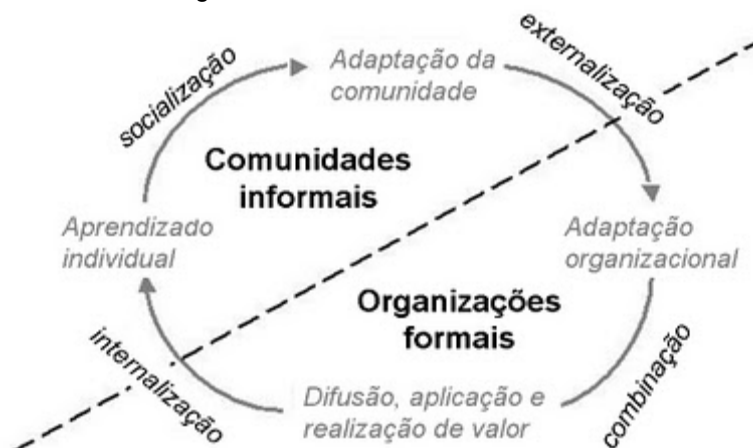 socialização
Adaptação da
comunidade
externalização
Comunidades
informais
Aprendizado
individual
Adaptação
organizacional
Organizações
formais
internalização
Difusão, aplicação e
realização de valor
combinação